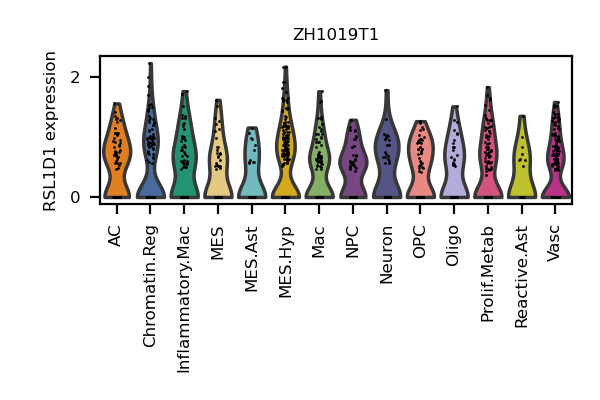 ZH1019T1
RSL1D1 expression
2
0
AC
Chromatin.Reg
Inflammatory.Mac
MES
MES.Ast
MES.Hyp
Mac
NPC
Neuron
OPC
Oligo
Prolif.Metab
Reactive.Ast
Vasc